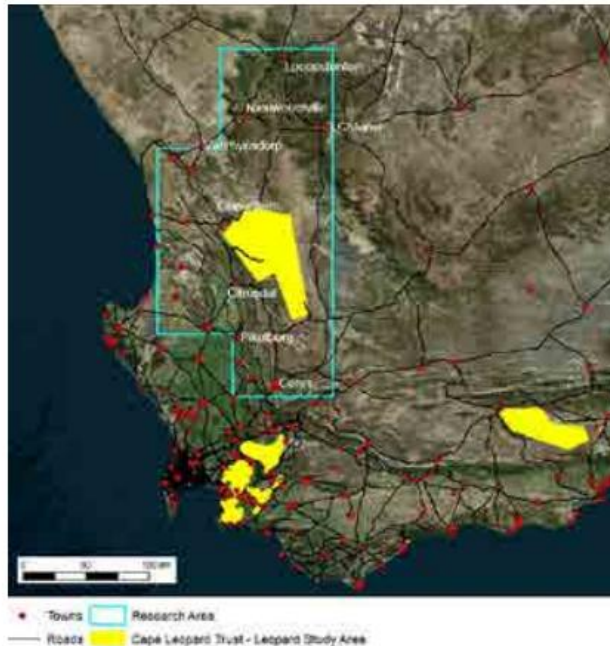 Loeriesfontein
Nieuwoudtville
Calvinia
Vanrhynsdorp
Clanwilliam
Citrusdal
Piketberg
Ceres
0
50
100 km
Towns
Research Area
Roads
Cape Leopard Trust - Leopard Study Area